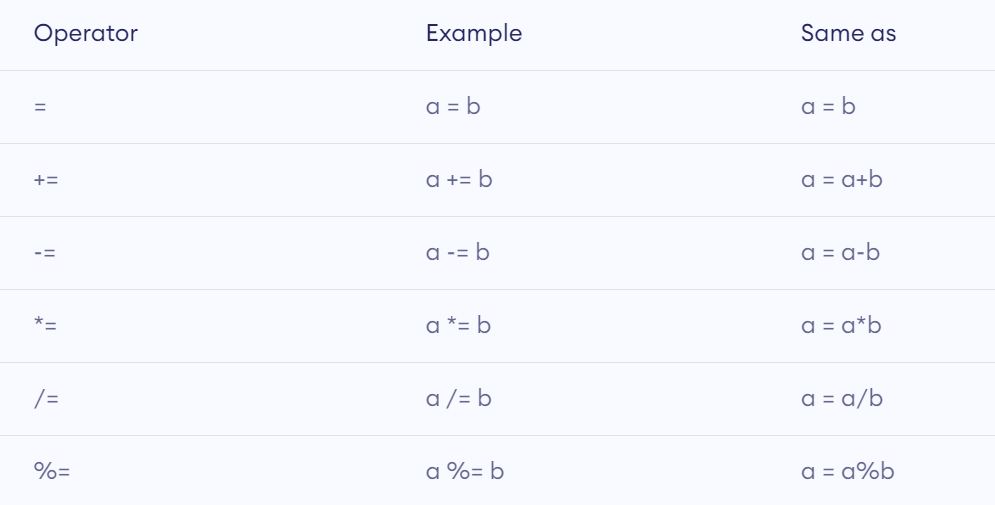 Operator Example Same as
= a = b a = b
+= a += b a = a+b
-= a -= b a = a-b
*= a *= b a = a*b
/= a /= b a = a/b
%= a %= b a = a%b